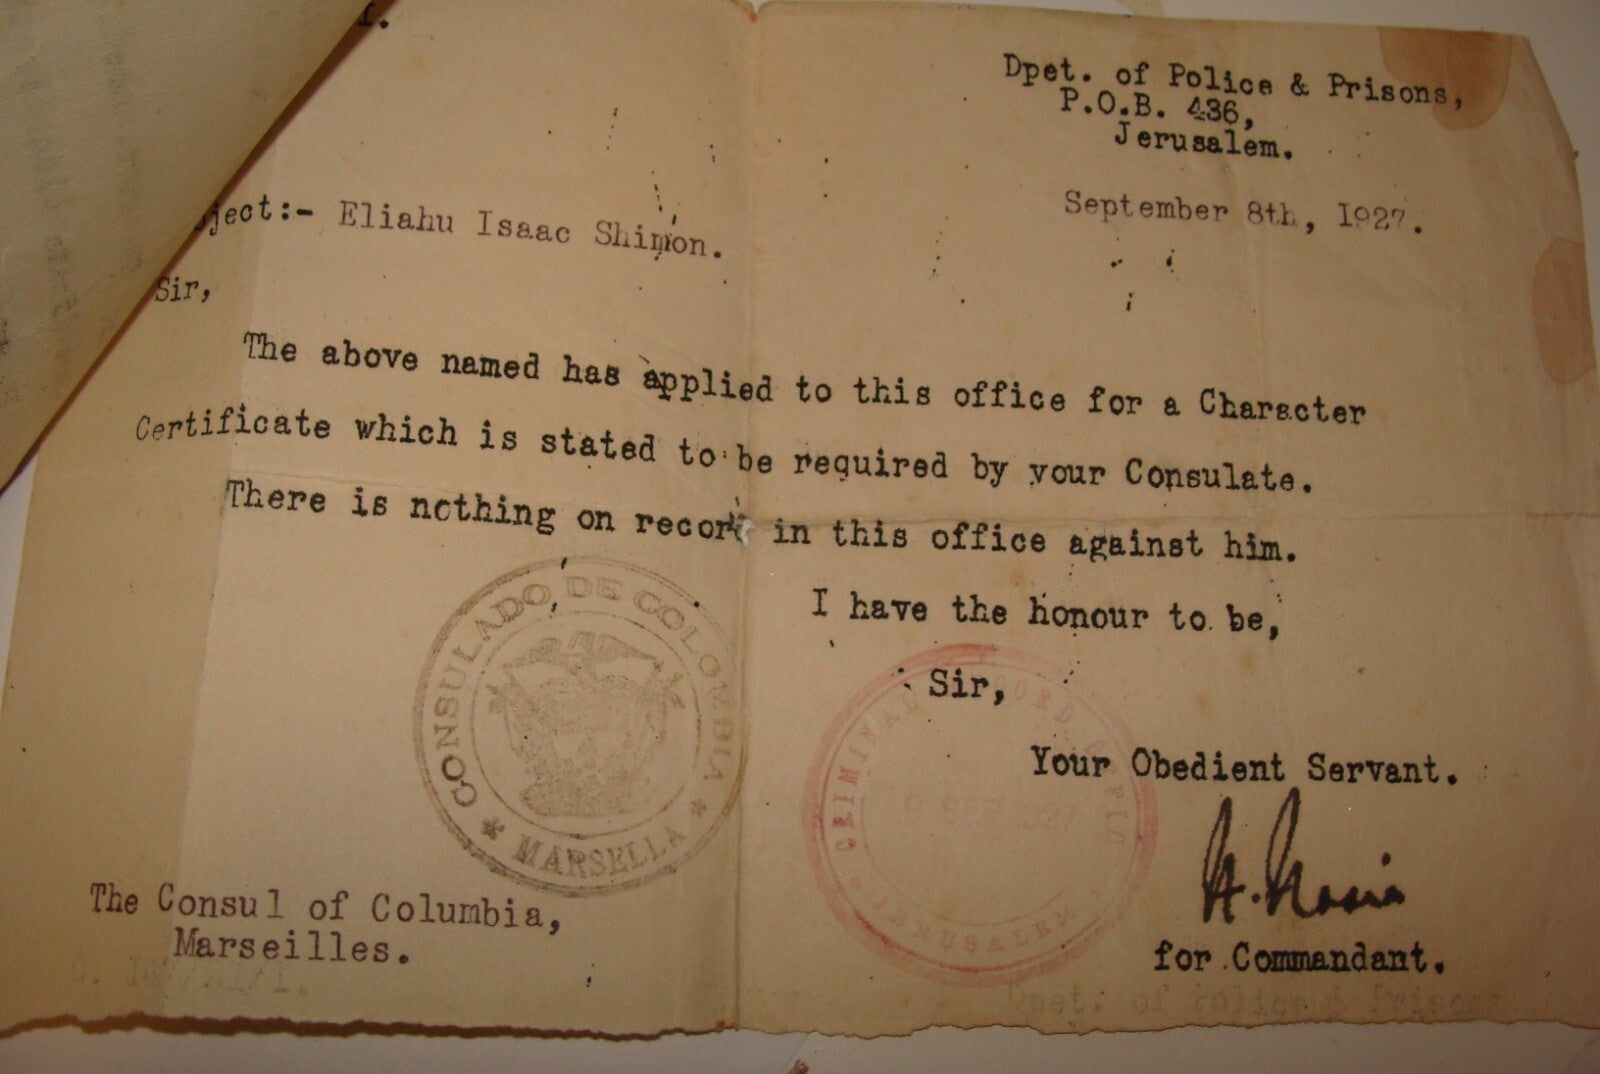 Dpet. of Police & Prisons,
P.O.B. 436,
Jerusalem.
September 8th, 1927.
ject:- Eliahu Isaac Shimon.
Sir,
The above named has applied to this office for a Character
Certificate which is stated to be required by your Consulate.
There is nothing on record in this office against him.
I have the honour to be,
Sir,
Your Obedient Servant.
for Commandant.
CONSULADO DE COLOMBIA
MARSELLA
CRIMINAL RECORD
JERUSALEM
The Consul of Columbia,
Marseilles.